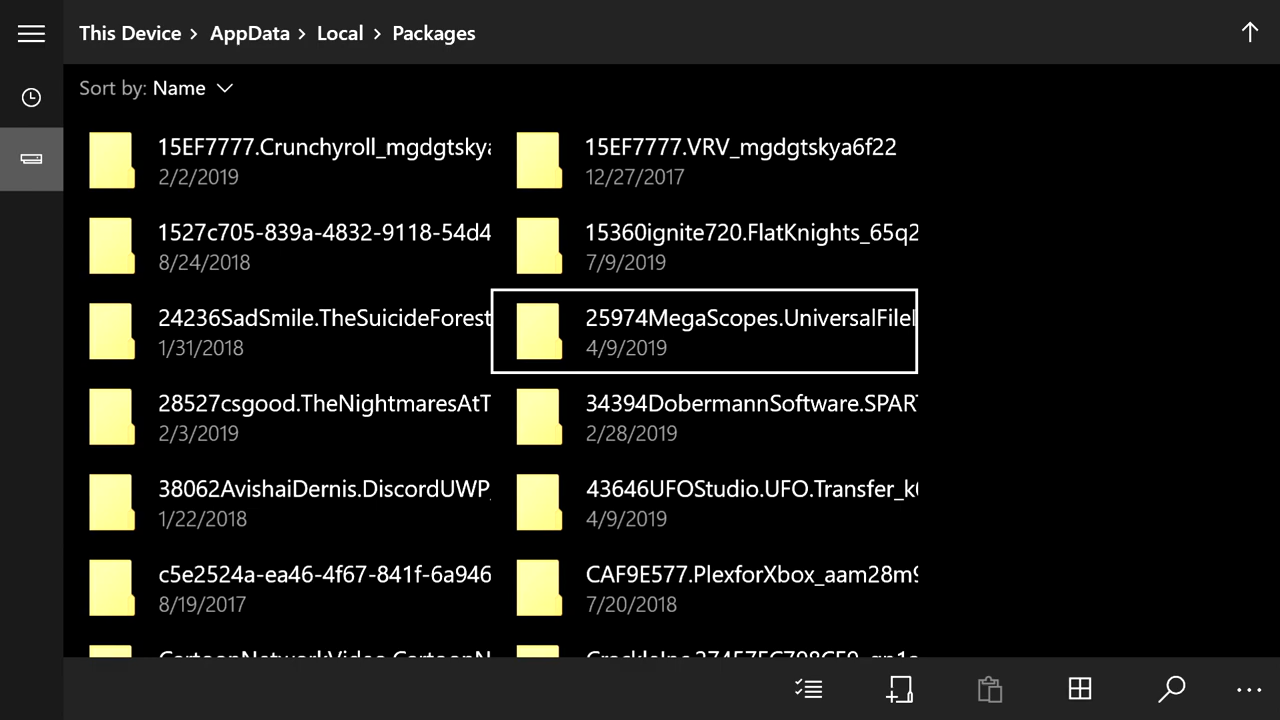 This Device > AppData > Local > Packages
Sort by: Name
15EF7777.Crunchyroll_mgdgtskya
2/2/2019
15EF7777.VRV_mgdgtskya6f22
12/27/2017
1527c705-839a-4832-9118-54d4
8/24/2018
15360ignite720.FlatKnights_65q2
7/9/2019
24236SadSmile.TheSuicideForest
1/31/2018
25974MegaScopes.UniversalFile
4/9/2019
28527csgood.TheNightmaresAtT
2/3/2019
34394DobermannSoftware.SPAR
2/28/2019
38062AvishaiDernis.DiscordUWP
1/22/2018
43646UFOStudio.UFO.Transfer_k
4/9/2019
c5e2524a-ea46-4f67-841f-6a946
8/19/2017
CAF9E577.PlexforXbox_aam28m9
7/20/2018